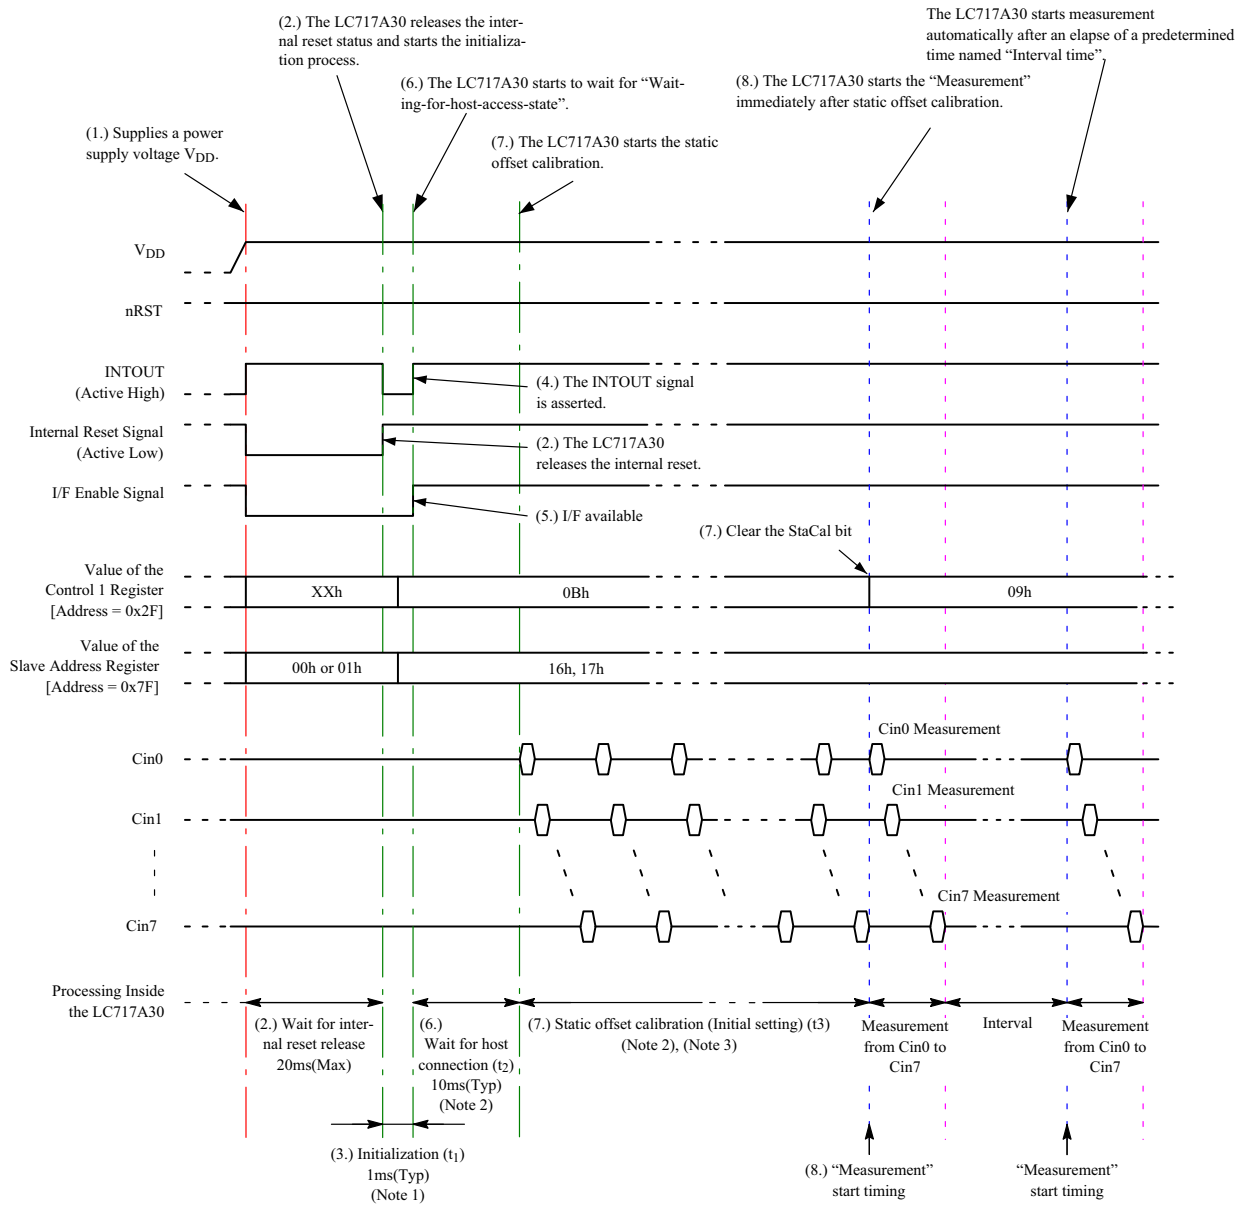 (2.) The LC717A30 releases the inter-
nal reset status and starts the initializa-
tion process.
The LC717A30 starts measurement
automatically after an elapse of a predetermined
time named “Interval time”.
(6.) The LC717A30 starts to wait for “Wait-
ing-for-host-access-state”.
(8.) The LC717A30 starts the “Measurement”
immediately after static offset calibration.
(1.) Supplies a power
supply voltage VDD.
(7.) The LC717A30 starts the static
offset calibration.
VDD
nRST
INTOUT
(Active High)
(4.) The INTOUT signal
is asserted.
Internal Reset Signal
(Active Low)
(2.) The LC717A30
releases the internal reset.
I/F Enable Signal
(5.) I/F available
(7.) Clear the StaCal bit
Value of the
Control 1 Register
[Address = 0x2F]
XXh
0Bh
09h
Value of the
Slave Address Register
[Address = 0x7F]
00h or 01h
16h, 17h
Cin0 Measurement
Cin0
Cin1 Measurement
Cin1
Cin7 Measurement
Cin7
Processing Inside
the LC717A30
(2.) Wait for inter-
nal reset release
20ms(Max)
(6.)
Wait for host
connection (t2)
10ms(Typ)
(Note 2)
(7.) Static offset calibration (Initial setting) (t3)
(Note 2), (Note 3)
Measurement
from Cin0 to
Cin7
Interval
Measurement
from Cin0 to
Cin7
(3.) Initialization (t1)
1ms(Typ)
(Note 1)
(8.) “Measurement”
start timing
“Measurement”
start timing